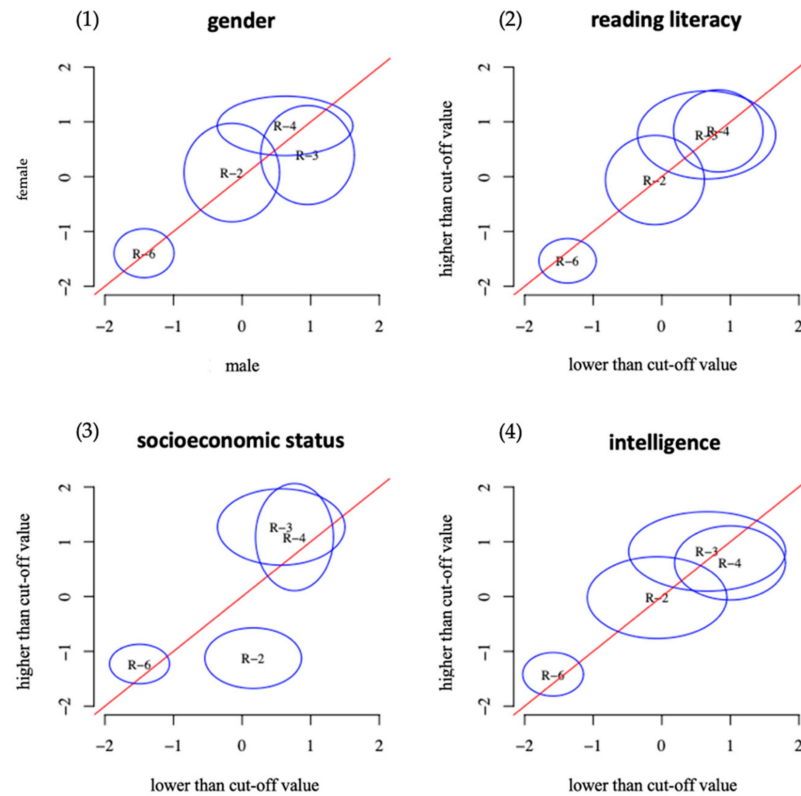 (1) gender
2
1
0
−1
−2
female
R−4
R−3
R−2
R−6
−2 −1 0 1 2
male
(2) reading literacy
2
1
0
−1
−2
higher than cut-off value
R−3 R−4
R−2
R−6
−2 −1 0 1 2
lower than cut-off value
(3) socioeconomic status
2
1
0
−1
−2
higher than cut-off value
R−3
R−4
R−2
R−6
−2 −1 0 1 2
lower than cut-off value
(4) intelligence
2
1
0
−1
−2
higher than cut-off value
R−3
R−4
R−2
R−6
−2 −1 0 1 2
lower than cut-off value